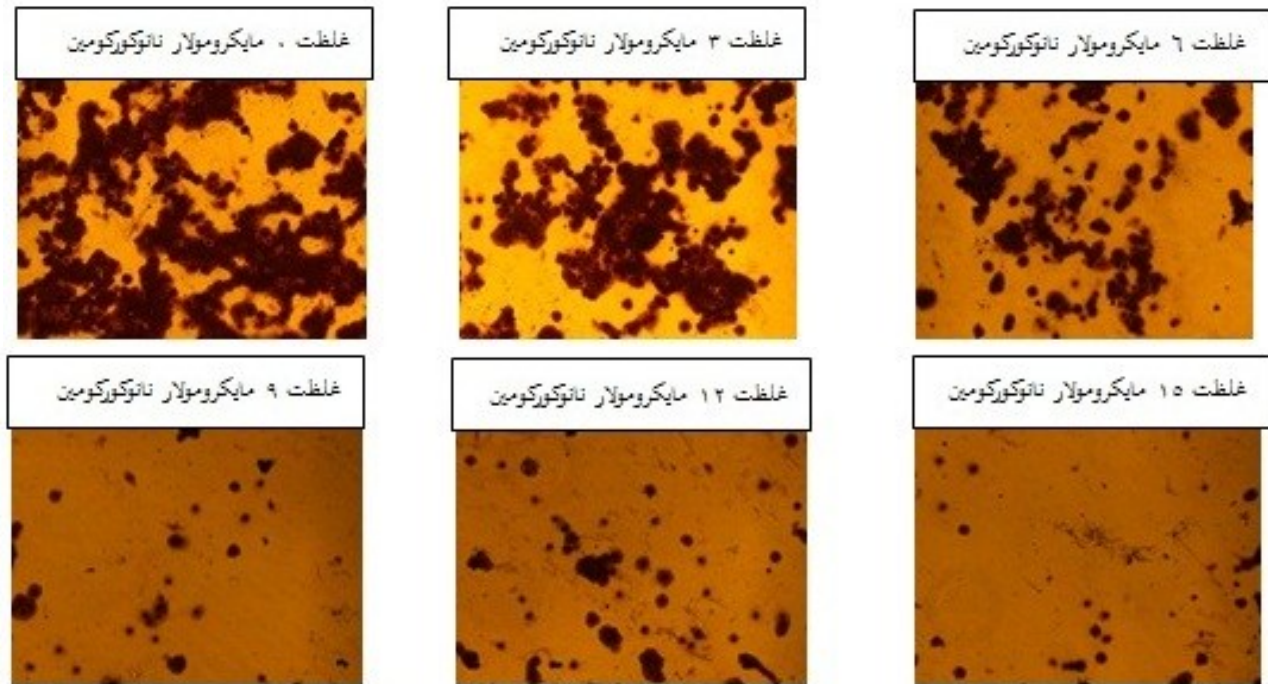 غلظت ۰ مایکرومولار نانوکورکومین
غلظت ۳ مایکرومولار نانوکورکومین
غلظت ٦ مایکرومولار نانوکورکومین
غلظت ۹ مایکرومولار نانوکورکومین
غلظت ۱۲ مایکرومولار نانوکورکومین
غلظت ۱٥ مایکرومولار نانوکورکومین